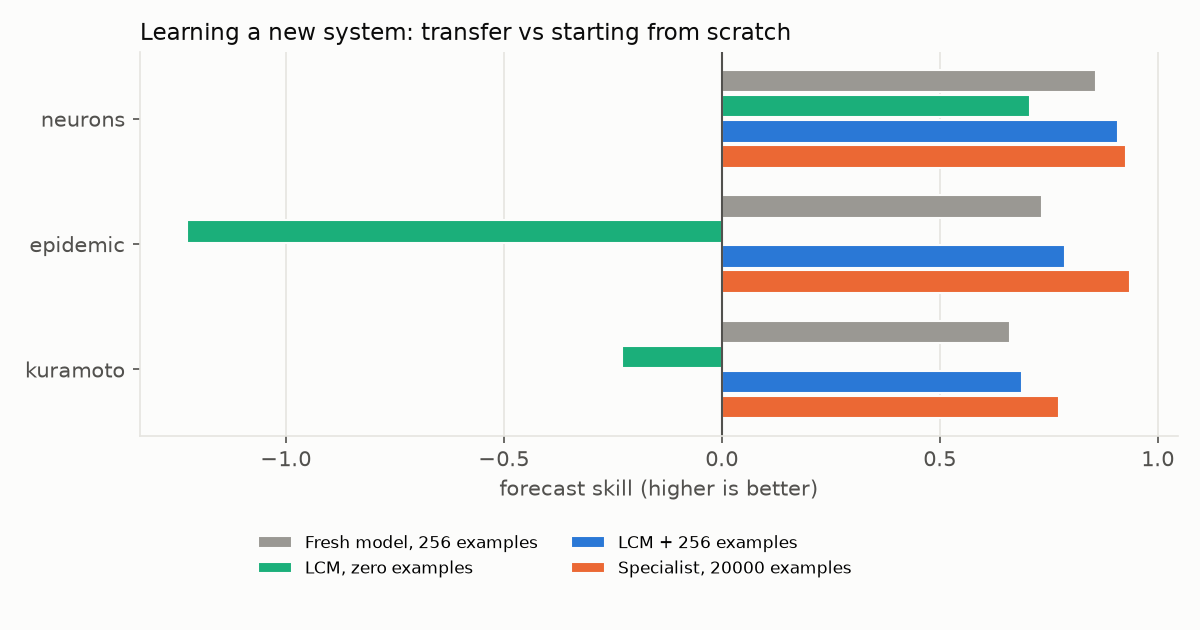 Learning a new system: transfer vs starting from scratch
neurons
epidemic
kuramoto
−1.0 −0.5 0.0 0.5 1.0
forecast skill (higher is better)
Fresh model, 256 examples LCM + 256 examples
LCM, zero examples Specialist, 20000 examples